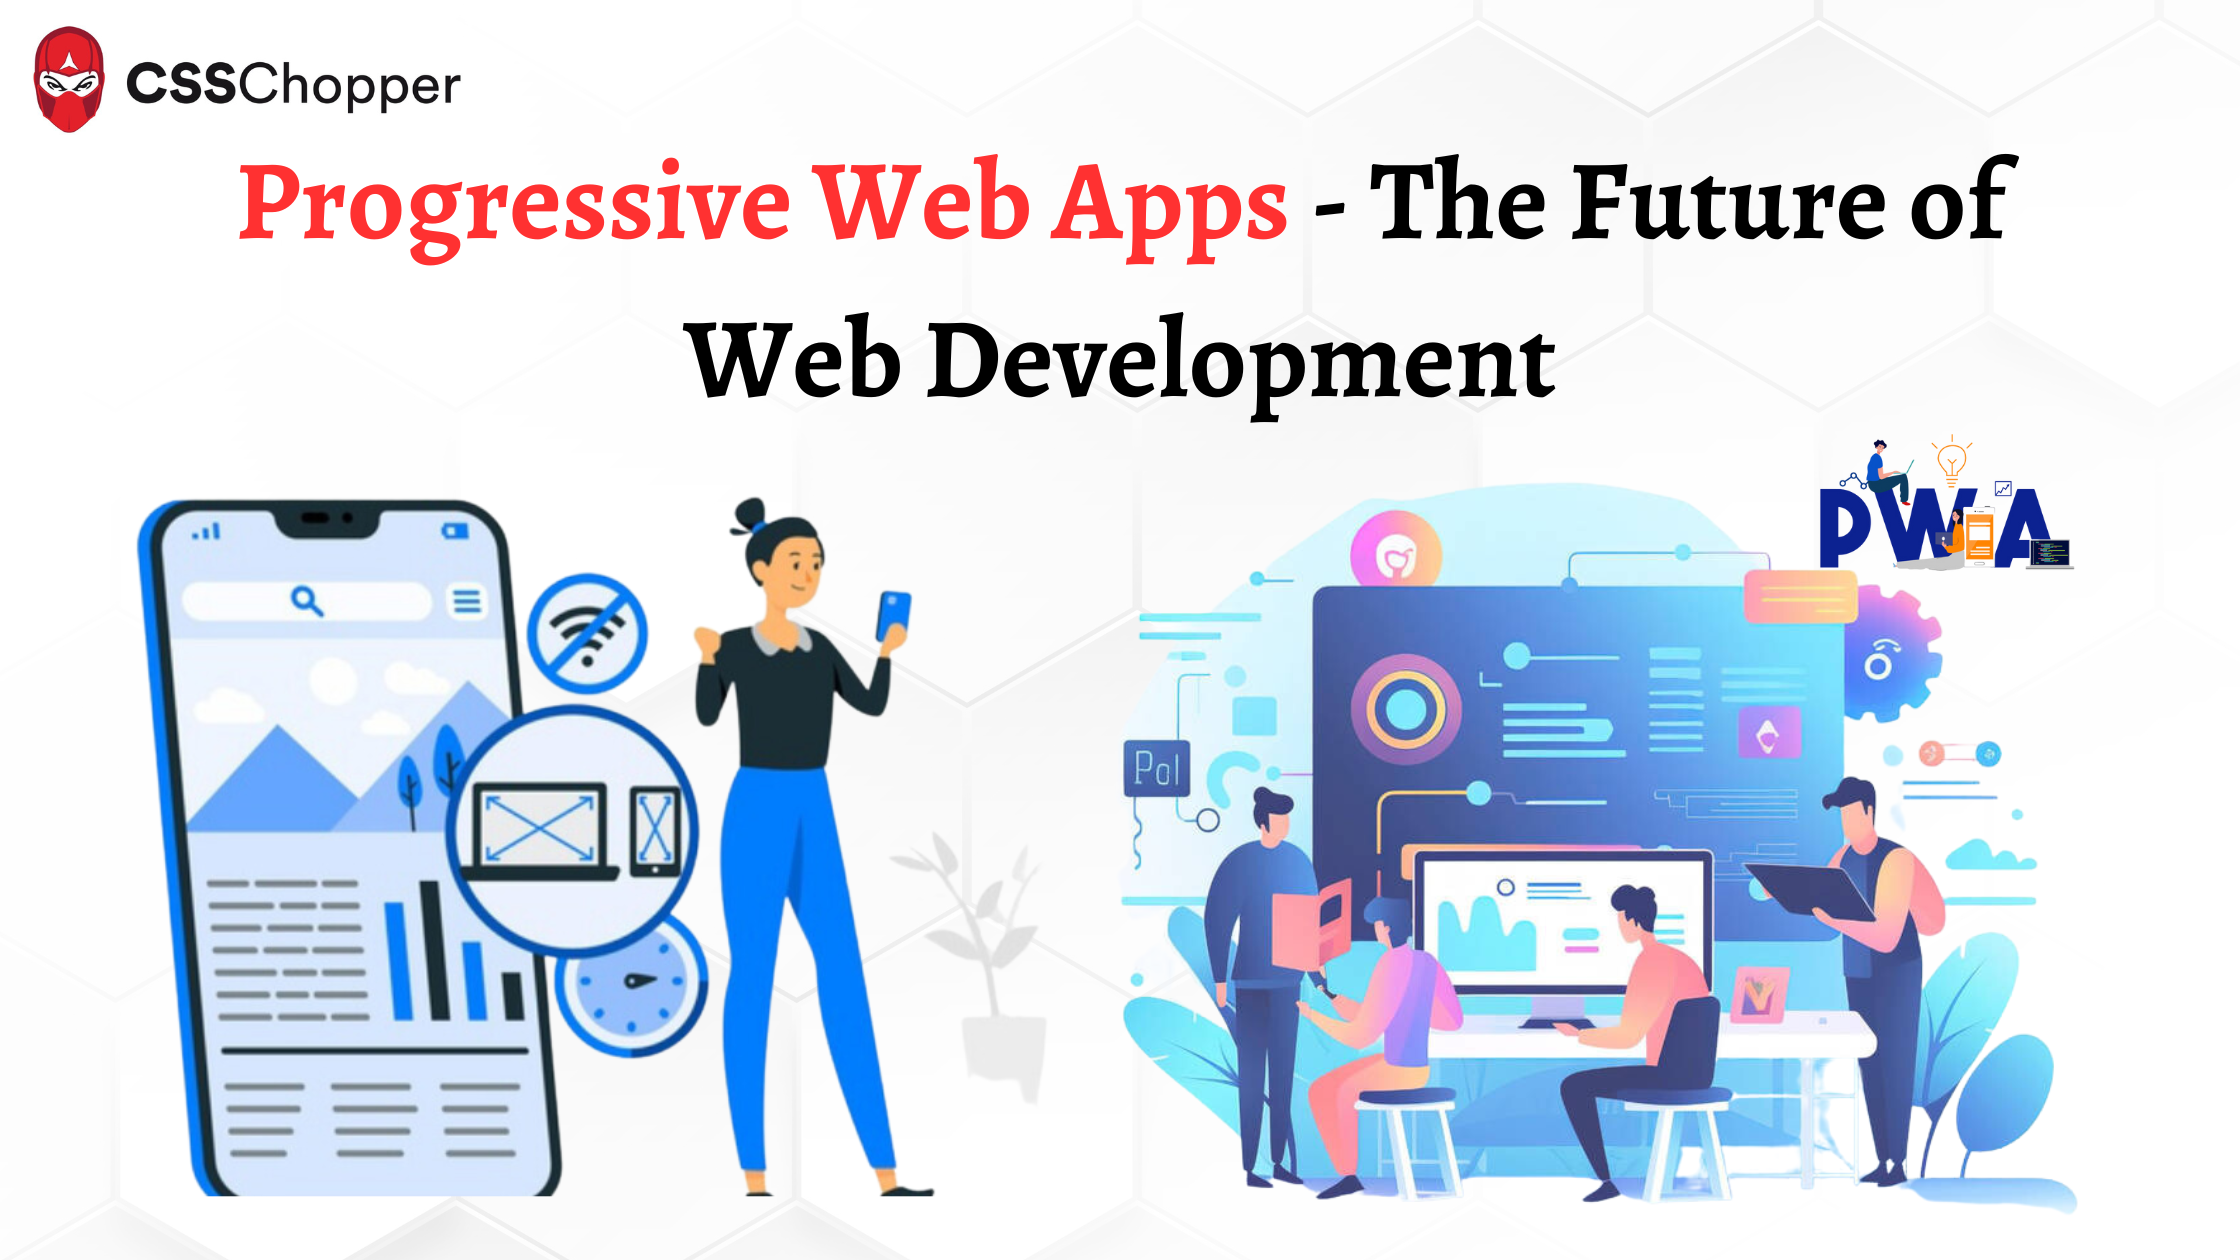 CSSChopper
Progressive Web Apps - The Future of
Web Development
PWA
Pol